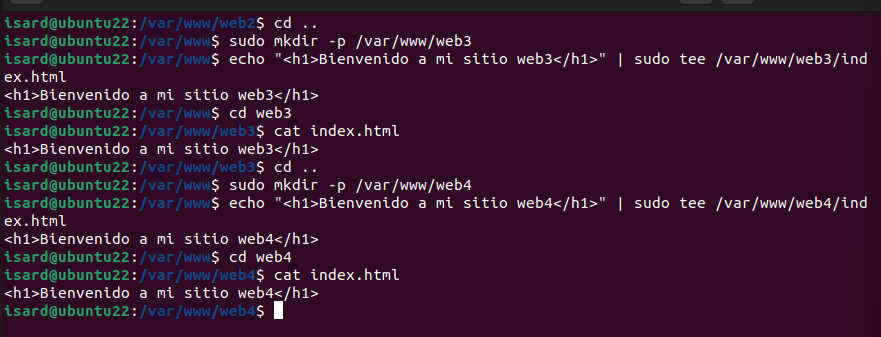 isard@ubuntu22:/var/www/web2$ cd ..
isard@ubuntu22:/var/www$ sudo mkdir -p /var/www/web3
isard@ubuntu22:/var/www$ echo "<h1>Bienvenido a mi sitio web3</h1>" | sudo tee /var/www/web3/ind
ex.html
<h1>Bienvenido a mi sitio web3</h1>
isard@ubuntu22:/var/www$ cd web3
isard@ubuntu22:/var/www/web3$ cat index.html
<h1>Bienvenido a mi sitio web3</h1>
isard@ubuntu22:/var/www/web3$ cd ..
isard@ubuntu22:/var/www$ sudo mkdir -p /var/www/web4
isard@ubuntu22:/var/www$ echo "<h1>Bienvenido a mi sitio web4</h1>" | sudo tee /var/www/web4/ind
ex.html
<h1>Bienvenido a mi sitio web4</h1>
isard@ubuntu22:/var/www$ cd web4
isard@ubuntu22:/var/www/web4$ cat index.html
<h1>Bienvenido a mi sitio web4</h1>
isard@ubuntu22:/var/www/web4$